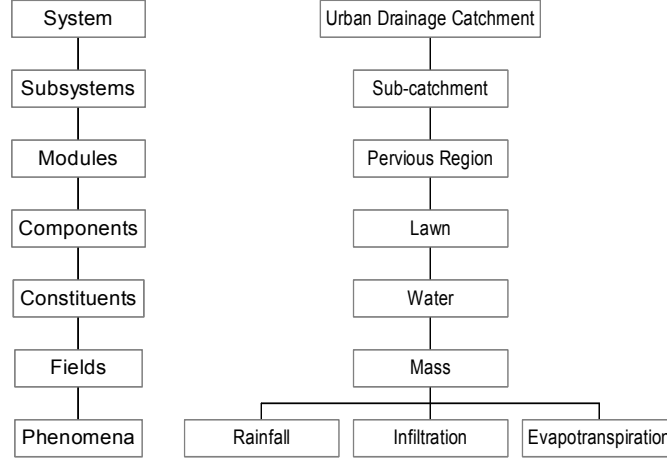 System
Urban Drainage Catchment
Subsystems
Sub-catchment
Modules
Pervious Region
Components
Lawn
Constituents
Water
Fields
Mass
Phenomena
Rainfall
Infiltration
Evapotranspiration